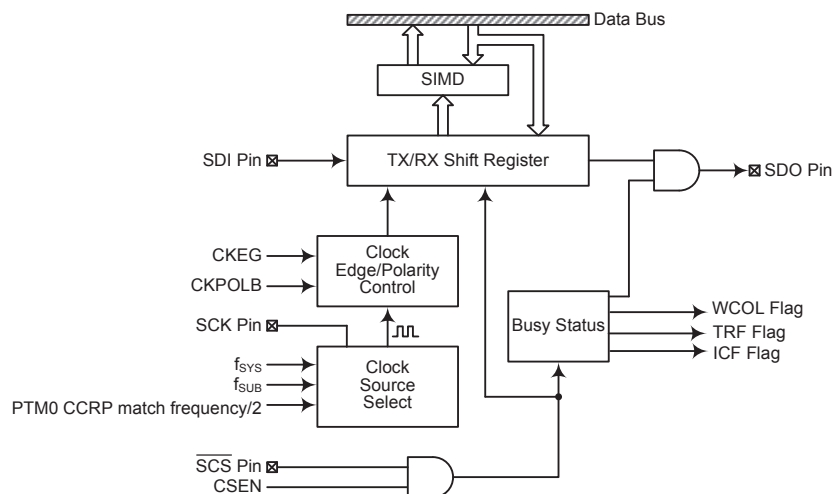 Data Bus
SIMD
SDI Pin
TX/RX Shift Register
SDO Pin
CKEG
CKPOLB
Clock
Edge/Polarity
Control
SCK Pin
Busy Status
WCOL Flag
TRF Flag
ICF Flag
fSYS
fSUB
PTM0 CCRP match frequency/2
Clock
Source
Select
SCS Pin
CSEN